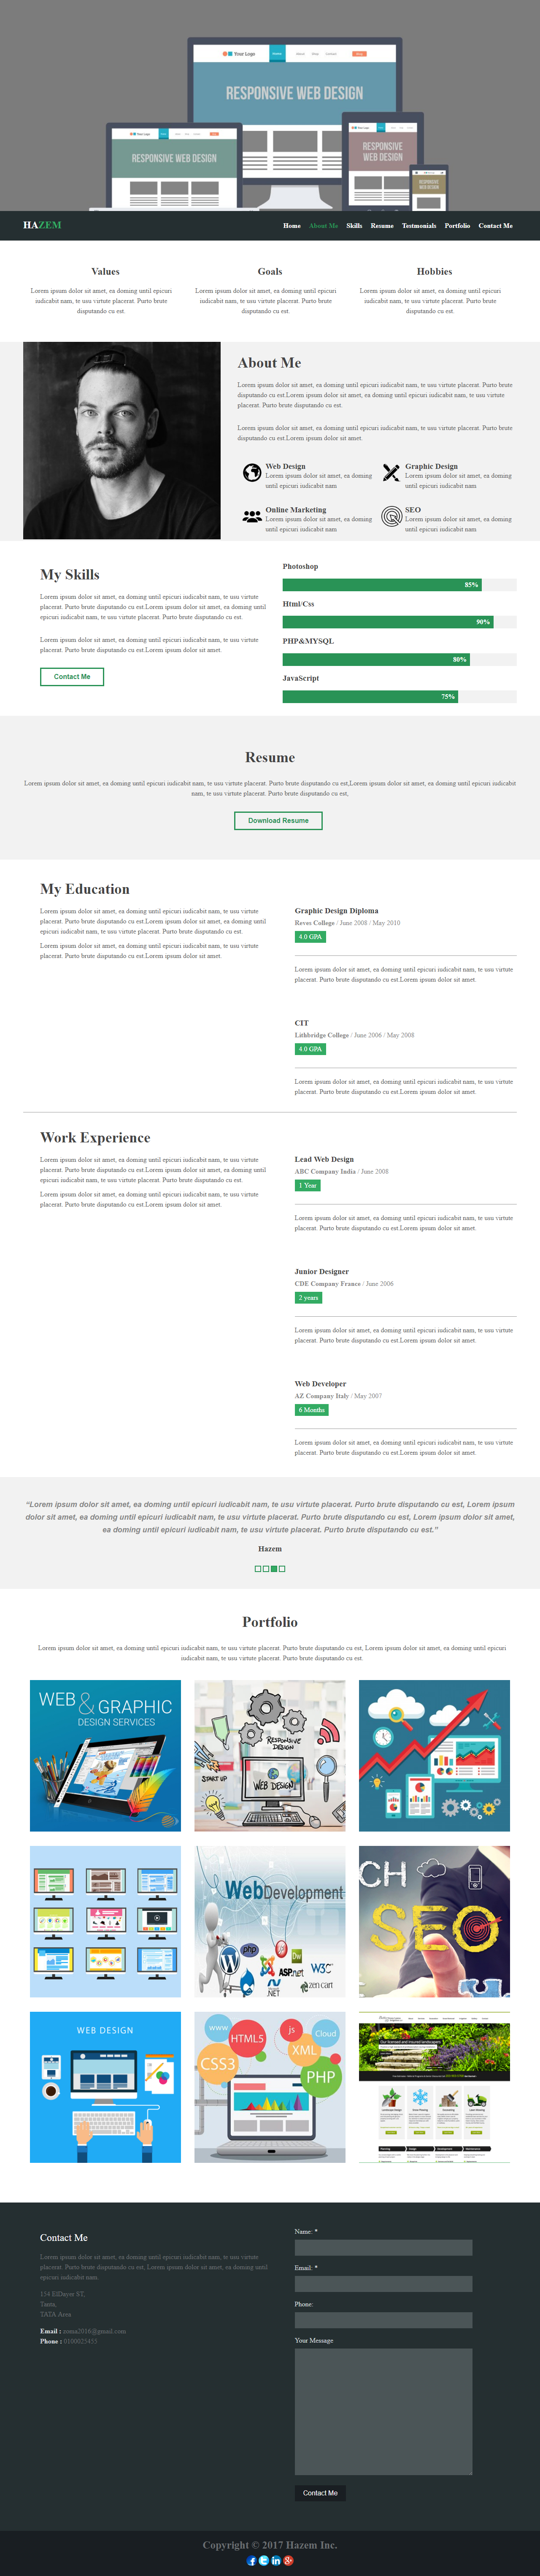 Your Logo Home About Shop Contact
RESPONSIVE WEB DESIGN
Your Logo
RESPONSIVE WEB DESIGN
RESPONSIVE
WEB DESIGN
RESPONSIVE
WEB DESIGN
HAZEM Home About Me Skills Resume Testmonials Portfolio Contact Me
Values
Lorem ipsum dolor sit amet, ea doming until epicuri
iudicabit nam, te usu virtute placerat. Purto brute
disputando cu est.
Goals
Lorem ipsum dolor sit amet, ea doming until epicuri
iudicabit nam, te usu virtute placerat. Purto brute
disputando cu est.
Hobbies
Lorem ipsum dolor sit amet, ea doming until epicuri
iudicabit nam, te usu virtute placerat. Purto brute
disputando cu est.
About Me
Lorem ipsum dolor sit amet, ea doming until epicuri iudicabit nam, te usu virtute placerat. Purto brute
disputando cu est.Lorem ipsum dolor sit amet, ea doming until epicuri iudicabit nam, te usu virtute
placerat. Purto brute disputando cu est.
Lorem ipsum dolor sit amet, ea doming until epicuri iudicabit nam, te usu virtute placerat. Purto brute
disputando cu est.Lorem ipsum dolor sit amet.
Web Design
Lorem ipsum dolor sit amet, ea doming
until epicuri iudicabit nam
Graphic Design
Lorem ipsum dolor sit amet, ea doming
until epicuri iudicabit nam
Online Marketing
Lorem ipsum dolor sit amet, ea doming
until epicuri iudicabit nam
SEO
Lorem ipsum dolor sit amet, ea doming
until epicuri iudicabit nam
My Skills
Lorem ipsum dolor sit amet, ea doming until epicuri iudicabit nam, te usu virtute
placerat. Purto brute disputando cu est.Lorem ipsum dolor sit amet, ea doming until
epicuri iudicabit nam, te usu virtute placerat. Purto brute disputando cu est.
Lorem ipsum dolor sit amet, ea doming until epicuri iudicabit nam, te usu virtute
placerat. Purto brute disputando cu est.Lorem ipsum dolor sit amet.
Contact Me
Photoshop
85%
Html/Css
90%
PHP&MYSQL
80%
JavaScript
75%
Resume
Lorem ipsum dolor sit amet, ea doming until epicuri iudicabit nam, te usu virtute placerat. Purto brute disputando cu est,Lorem ipsum dolor sit amet, ea doming until epicuri iudicabit
nam, te usu virtute placerat. Purto brute disputando cu est,
Download Resume
My Education
Lorem ipsum dolor sit amet, ea doming until epicuri iudicabit nam, te usu virtute
placerat. Purto brute disputando cu est.Lorem ipsum dolor sit amet, ea doming until
epicuri iudicabit nam, te usu virtute placerat. Purto brute disputando cu est.
Lorem ipsum dolor sit amet, ea doming until epicuri iudicabit nam, te usu virtute
placerat. Purto brute disputando cu est.Lorem ipsum dolor sit amet.
Graphic Design Diploma
Reves College / June 2008 / May 2010
4.0 GPA
Lorem ipsum dolor sit amet, ea doming until epicuri iudicabit nam, te usu virtute
placerat. Purto brute disputando cu est.Lorem ipsum dolor sit amet.
CIT
Lithbridge College / June 2006 / May 2008
4.0 GPA
Lorem ipsum dolor sit amet, ea doming until epicuri iudicabit nam, te usu virtute
placerat. Purto brute disputando cu est.Lorem ipsum dolor sit amet.
Work Experience
Lorem ipsum dolor sit amet, ea doming until epicuri iudicabit nam, te usu virtute
placerat. Purto brute disputando cu est.Lorem ipsum dolor sit amet, ea doming until
epicuri iudicabit nam, te usu virtute placerat. Purto brute disputando cu est.
Lorem ipsum dolor sit amet, ea doming until epicuri iudicabit nam, te usu virtute
placerat. Purto brute disputando cu est.Lorem ipsum dolor sit amet.
Lead Web Design
ABC Company India / June 2008
1 Year
Lorem ipsum dolor sit amet, ea doming until epicuri iudicabit nam, te usu virtute
placerat. Purto brute disputando cu est.Lorem ipsum dolor sit amet.
Junior Designer
CDE Company France / June 2006
2 years
Lorem ipsum dolor sit amet, ea doming until epicuri iudicabit nam, te usu virtute
placerat. Purto brute disputando cu est.Lorem ipsum dolor sit amet.
Web Developer
AZ Company Italy / May 2007
6 Months
Lorem ipsum dolor sit amet, ea doming until epicuri iudicabit nam, te usu virtute
placerat. Purto brute disputando cu est.Lorem ipsum dolor sit amet.
“Lorem ipsum dolor sit amet, ea doming until epicuri iudicabit nam, te usu virtute placerat. Purto brute disputando cu est, Lorem ipsum
dolor sit amet, ea doming until epicuri iudicabit nam, te usu virtute placerat. Purto brute disputando cu est, Lorem ipsum dolor sit amet,
ea doming until epicuri iudicabit nam, te usu virtute placerat. Purto brute disputando cu est.”
Hazem
Portfolio
Lorem ipsum dolor sit amet, ea doming until epicuri iudicabit nam, te usu virtute placerat. Purto brute disputando cu est, Lorem ipsum dolor sit amet, ea doming until epicuri
iudicabit nam, te usu virtute placerat. Purto brute disputando cu est.
WEB & GRAPHIC
DESIGN SERVICES
RESPONSIVE
DESIGN
START UP
WEB DESIGN
WebDevelopment
php
Dw
ASP.net
W3C
.NET
zen cart
CH
SEO
WEB DESIGN
www
HTML5
js
Cloud
CSS3
XML
PHP
Contact Me
Lorem ipsum dolor sit amet, ea doming until epicuri iudicabit nam, te usu virtute
placerat. Purto brute disputando cu est, Lorem ipsum dolor sit amet, ea doming until
epicuri iudicabit nam.
154 ElDayer ST,
Tanta,
TATA Area
Email : zoma2016@gmail.com
Phone : 0100023455
Name: *
Email: *
Phone:
Your Message
Contact Me
Copyright © 2017 Hazem Inc.